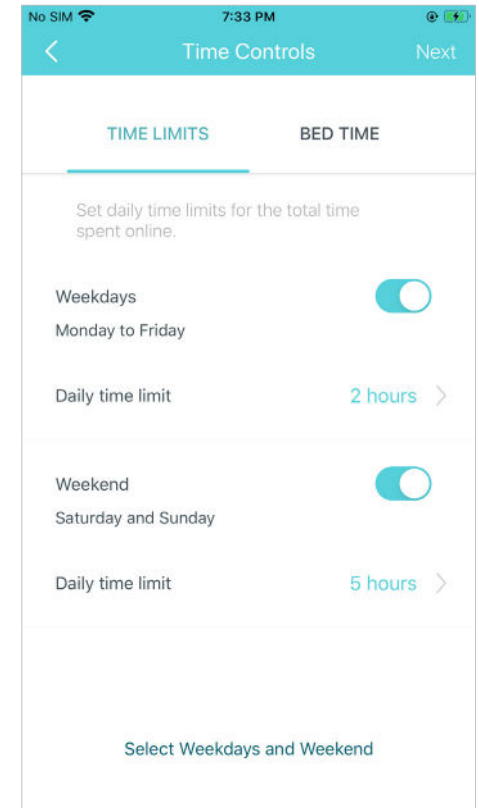 No SIM 7:33 PM
Time Controls Next
TIME LIMITS BED TIME
Set daily time limits for the total time
spent online.
Weekdays
Monday to Friday
Daily time limit 2 hours
Weekend
Saturday and Sunday
Daily time limit 5 hours
Select Weekdays and Weekend